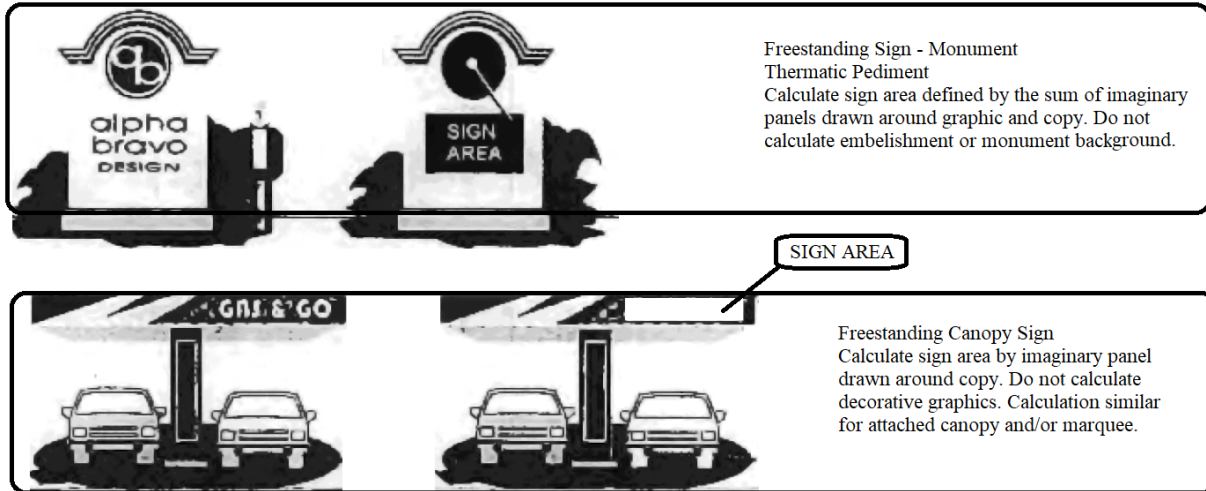 ab
alpha
bravo
DESIGN
SIGN
AREA
Freestanding Sign - Monument
Thermatic Pediment
Calculate sign area defined by the sum of imaginary
panels drawn around graphic and copy. Do not
calculate embelishment or monument background.
SIGN AREA
GAS & GO
Freestanding Canopy Sign
Calculate sign area by imaginary panel
drawn around copy. Do not calculate
decorative graphics. Calculation similar
for attached canopy and/or marquee.